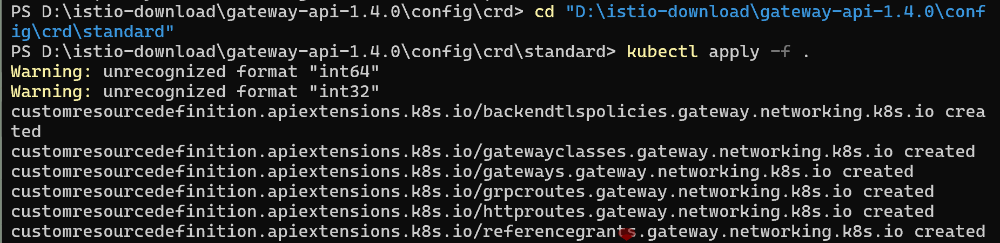 PS D:\istio-download\gateway-api-1.4.0\config\crd> cd "D:\istio-download\gateway-api-1.4.0\conf
ig\crd\standard"
PS D:\istio-download\gateway-api-1.4.0\config\crd\standard> kubectl apply -f .
Warning: unrecognized format "int64"
Warning: unrecognized format "int32"
customresourcedefinition.apiextensions.k8s.io/backendtlspolicies.gateway.networking.k8s.io crea
ted
customresourcedefinition.apiextensions.k8s.io/gatewayclasses.gateway.networking.k8s.io created
customresourcedefinition.apiextensions.k8s.io/gateways.gateway.networking.k8s.io created
customresourcedefinition.apiextensions.k8s.io/grpcroutes.gateway.networking.k8s.io created
customresourcedefinition.apiextensions.k8s.io/httproutes.gateway.networking.k8s.io created
customresourcedefinition.apiextensions.k8s.io/referencegrants.gateway.networking.k8s.io created